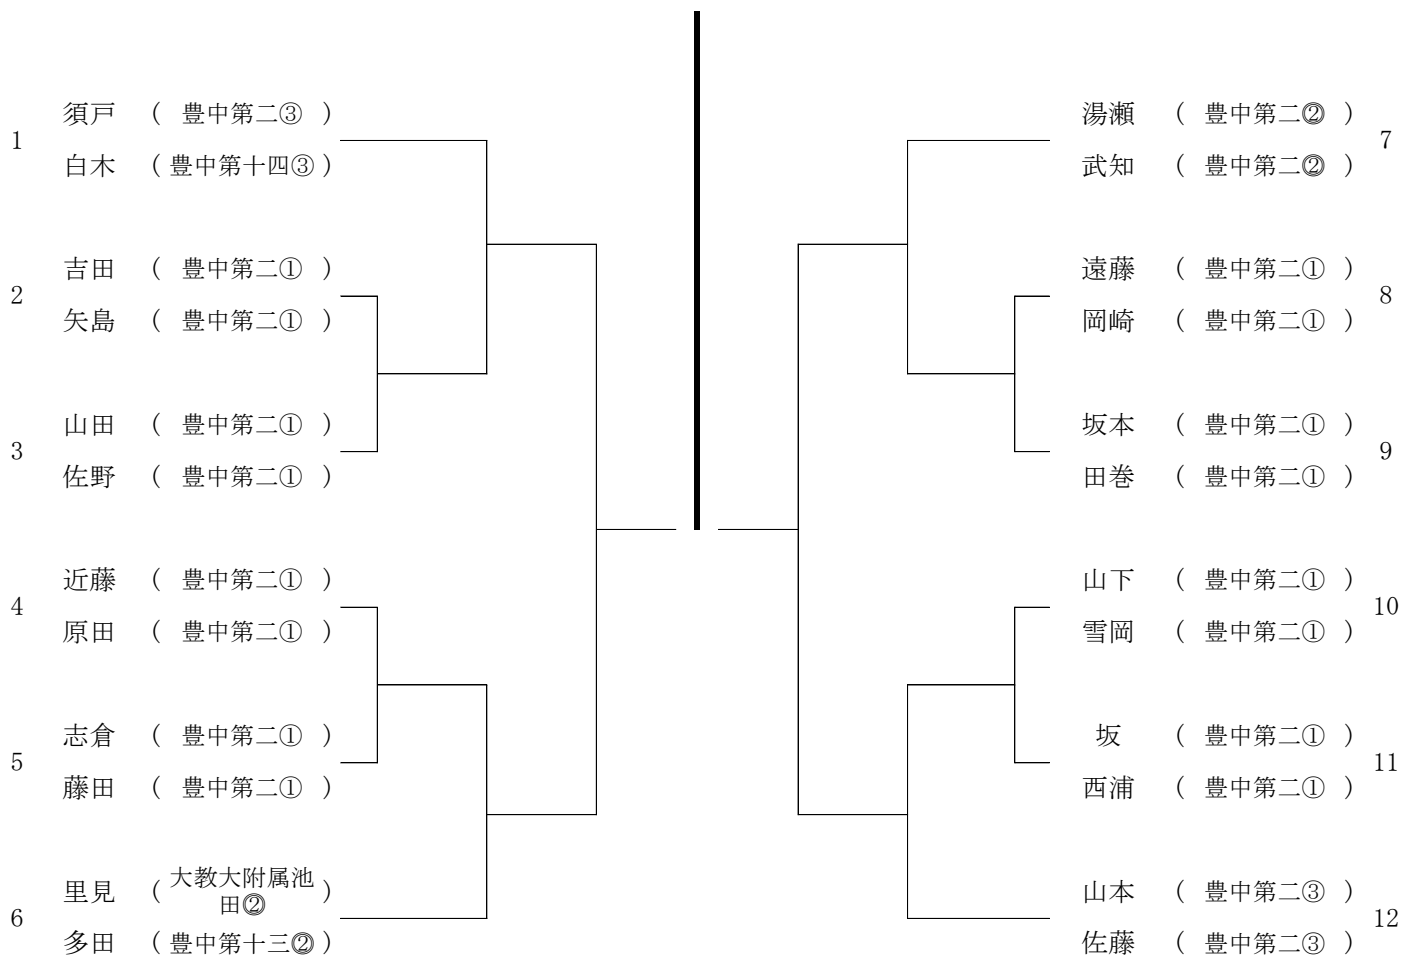 1
須戸 ( 豊中第二③ )
白木 ( 豊中第十四③ )
2
吉田 ( 豊中第二① )
矢島 ( 豊中第二① )
3
山田 ( 豊中第二① )
佐野 ( 豊中第二① )
4
近藤 ( 豊中第二① )
原田 ( 豊中第二① )
5
志倉 ( 豊中第二① )
藤田 ( 豊中第二① )
6
里見 ( 大教大附属池
田② )
多田 ( 豊中第十三② )
湯瀬 ( 豊中第二② )
武知 ( 豊中第二② )
7
遠藤 ( 豊中第二① )
岡崎 ( 豊中第二① )
8
坂本 ( 豊中第二① )
田巻 ( 豊中第二① )
9
山下 ( 豊中第二① )
雪岡 ( 豊中第二① )
10
坂 ( 豊中第二① )
西浦 ( 豊中第二① )
11
山本 ( 豊中第二③ )
佐藤 ( 豊中第二③ )
12